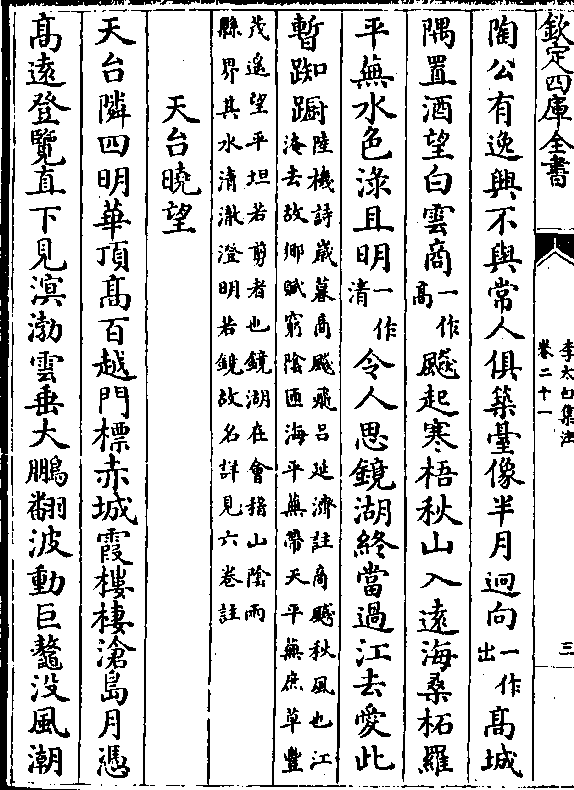 欽定四庫全書
李太白集注
卷二十一
三
陶公有逸興不與常人俱築臺像半月迥向一作出高城
隅置酒望白雲商一作高飇起寒梧秋山入遠海桑柘羅
平蕪水色淥且明一作清令人思鏡湖終當過江去愛此
暫踟蹰陸機詩歲暮商飇飛呂延濟註商飇秋風也江
淹去故鄉賦窮陰匝海平蕪帶天平蕪庶草豐
茂遙望平坦若剪者也鏡湖在會稽山陰兩
縣界其水清澈澄明若鏡故名詳見六卷註
天台曉望
天台隣四明華頂高百越門標赤城霞樓棲滄島月憑
高遠登覽直下見溟渤雲垂大鵬翻波動巨鼇没風潮